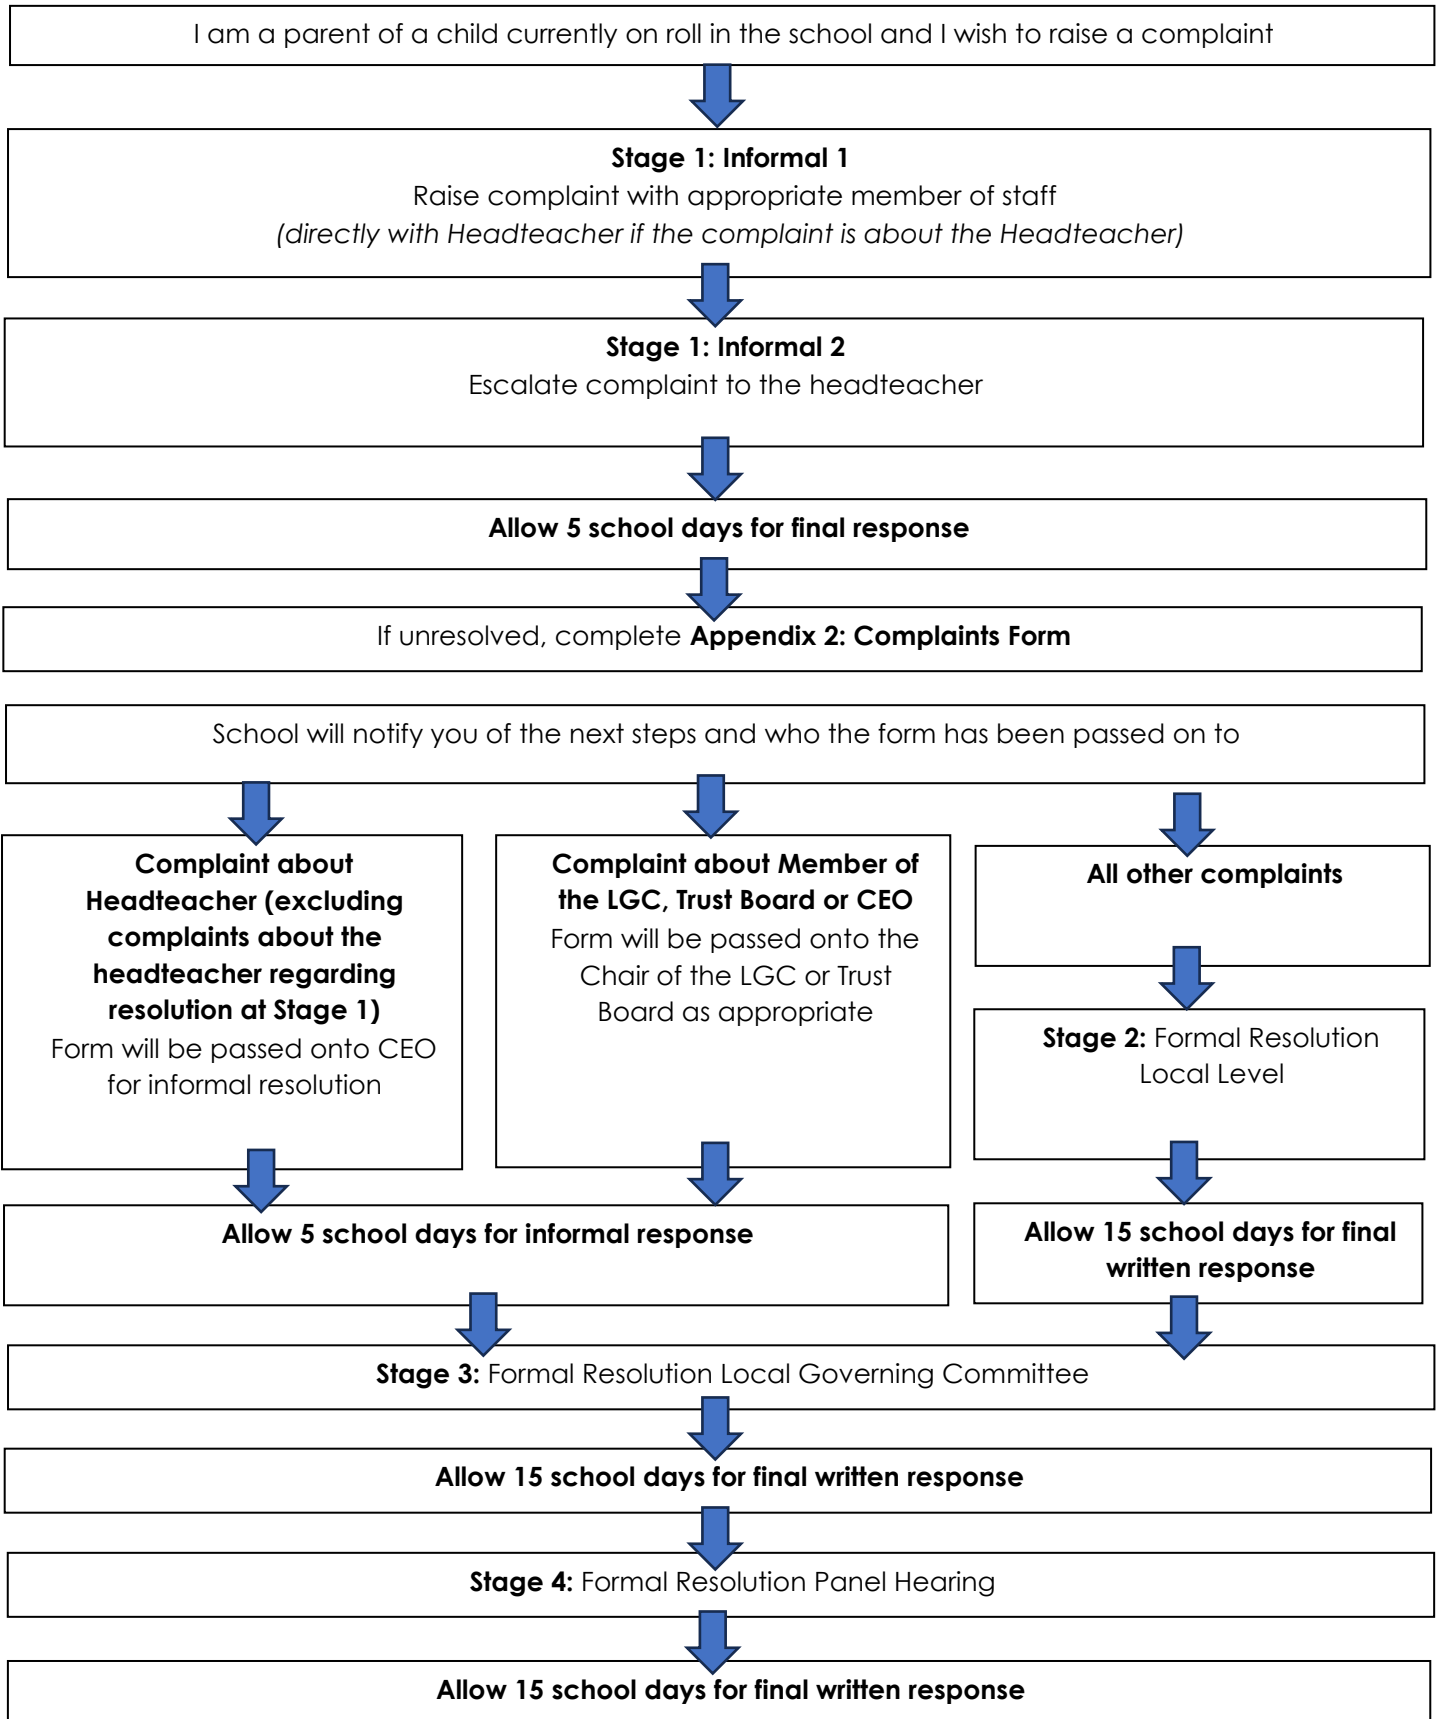 I am a parent of a child currently on roll in the school and I wish to raise a complaint
Stage 1: Informal 1
Raise complaint with appropriate member of staff
(directly with Headteacher if the complaint is about the Headteacher)
Stage 1: Informal 2
Escalate complaint to the headteacher
Allow 5 school days for final response
If unresolved, complete Appendix 2: Complaints Form
School will notify you of the next steps and who the form has been passed on to
Complaint about
Headteacher (excluding
complaints about the
headteacher regarding
resolution at Stage 1)
Form will be passed onto CEO
for informal resolution
Complaint about Member of
the LGC, Trust Board or CEO
Form will be passed onto the
Chair of the LGC or Trust
Board as appropriate
All other complaints
Stage 2: Formal Resolution
Local Level
Allow 5 school days for informal response
Allow 15 school days for final
written response
Stage 3: Formal Resolution Local Governing Committee
Allow 15 school days for final written response
Stage 4: Formal Resolution Panel Hearing
Allow 15 school days for final written response